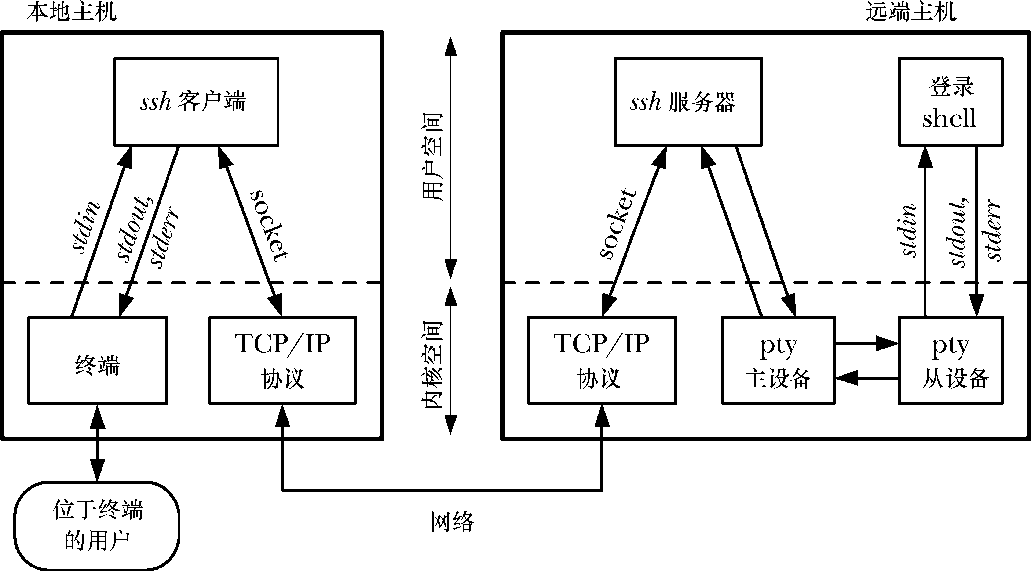 本地主机
远端主机
ssh 客户端
ssh 服务器
登录
shell
用户空间
stdin
stdout,
stderr
socket
socket
stdin
stdout,
stderr
内核空间
终端
TCP/IP
协议
TCP/IP
协议
pty
主设备
pty
从设备
位于终端
的用户
网络